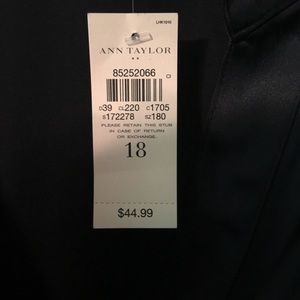 LHK1010
ANN TAYLOR
85252066
D39 CL220 C1705
S172278 SZ180
PLEASE RETAIN THIS STUB
IN CASE OF RETURN
OR EXCHANGE.
18
$44.99